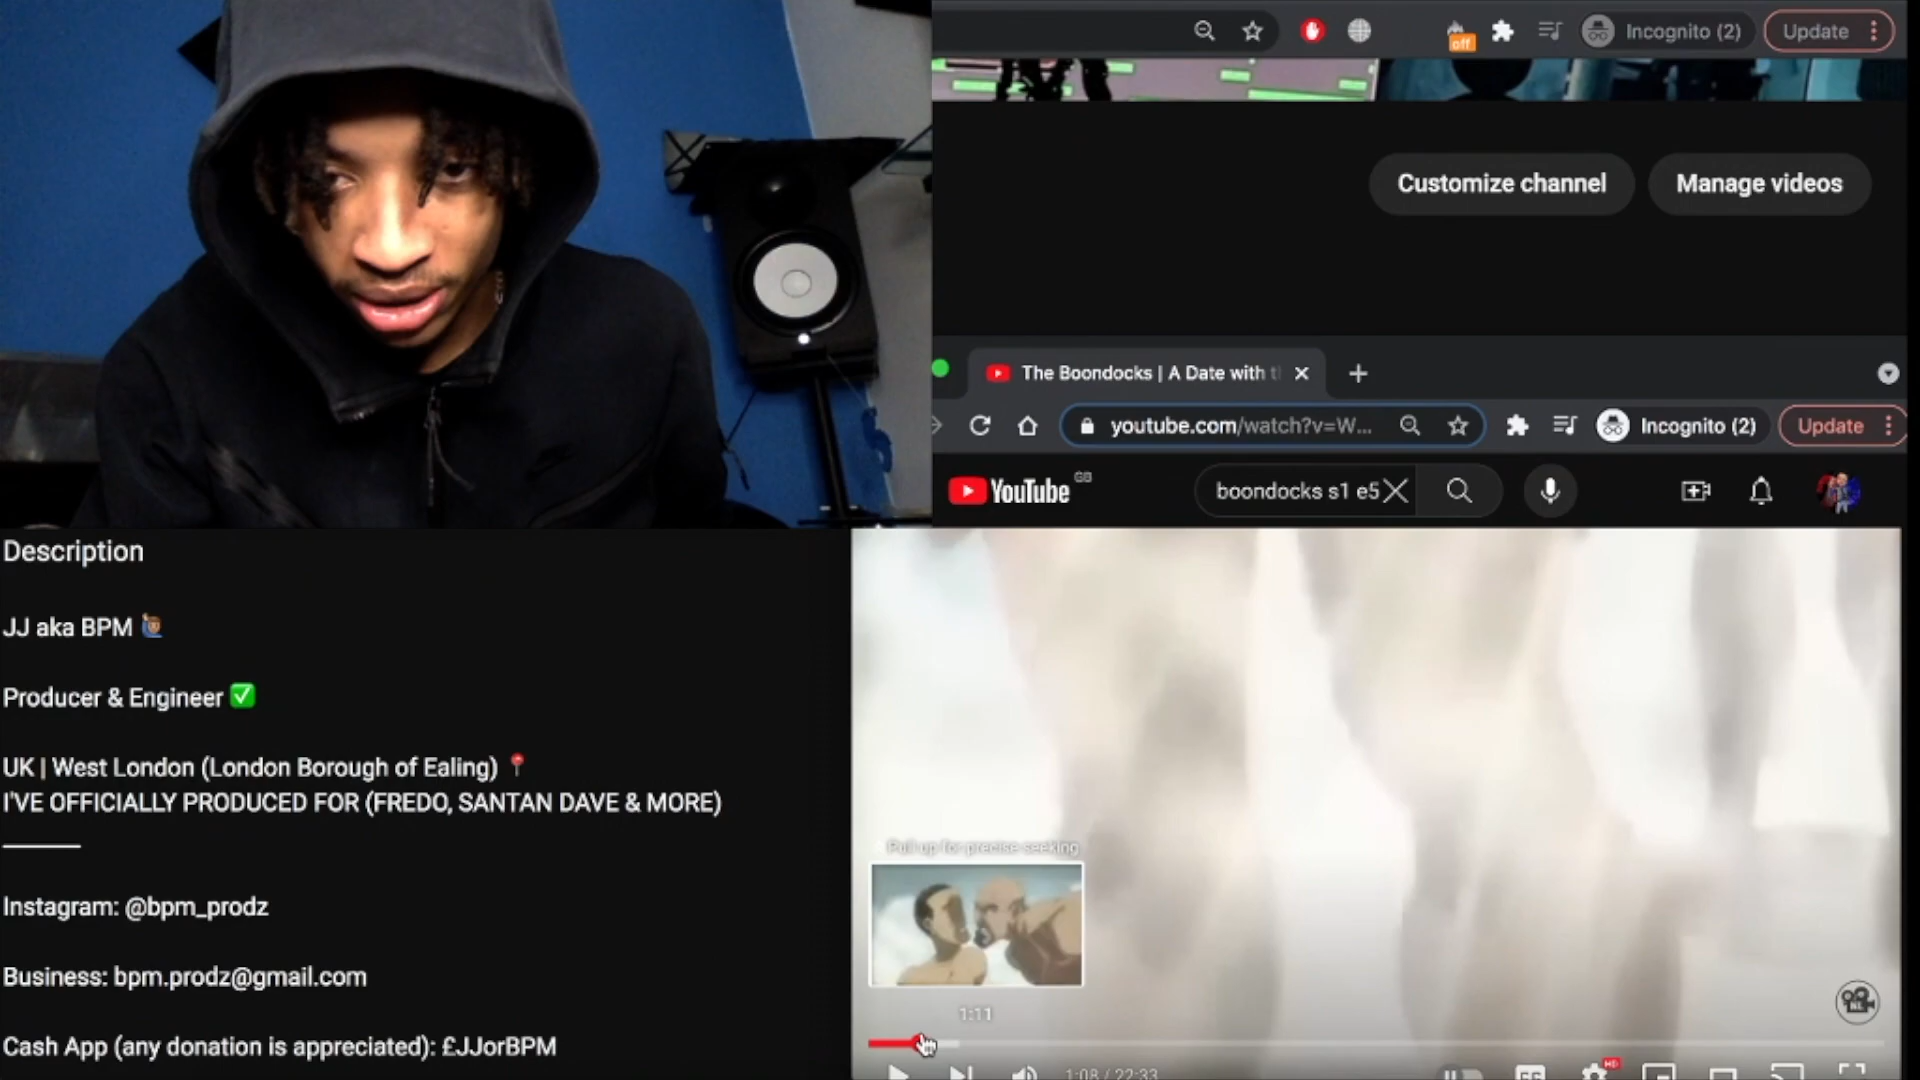 off
Incognito (2)
Update
Customize channel
Manage videos
The Boondocks | A Date with t
youtube.com/watch?v=W...
Incognito (2)
Update
YouTube GB
boondocks s1 e5
Description
JJ aka BPM
Producer & Engineer
UK | West London (London Borough of Ealing)
I'VE OFFICIALLY PRODUCED FOR (FREDO, SANTAN DAVE & MORE)
Instagram: @bpm_prodz
Business: bpm.prodz@gmail.com
Cash App (any donation is appreciated): £JJorBPM
Pull up for precise seeking
1:11
1:08 / 22:33
HD